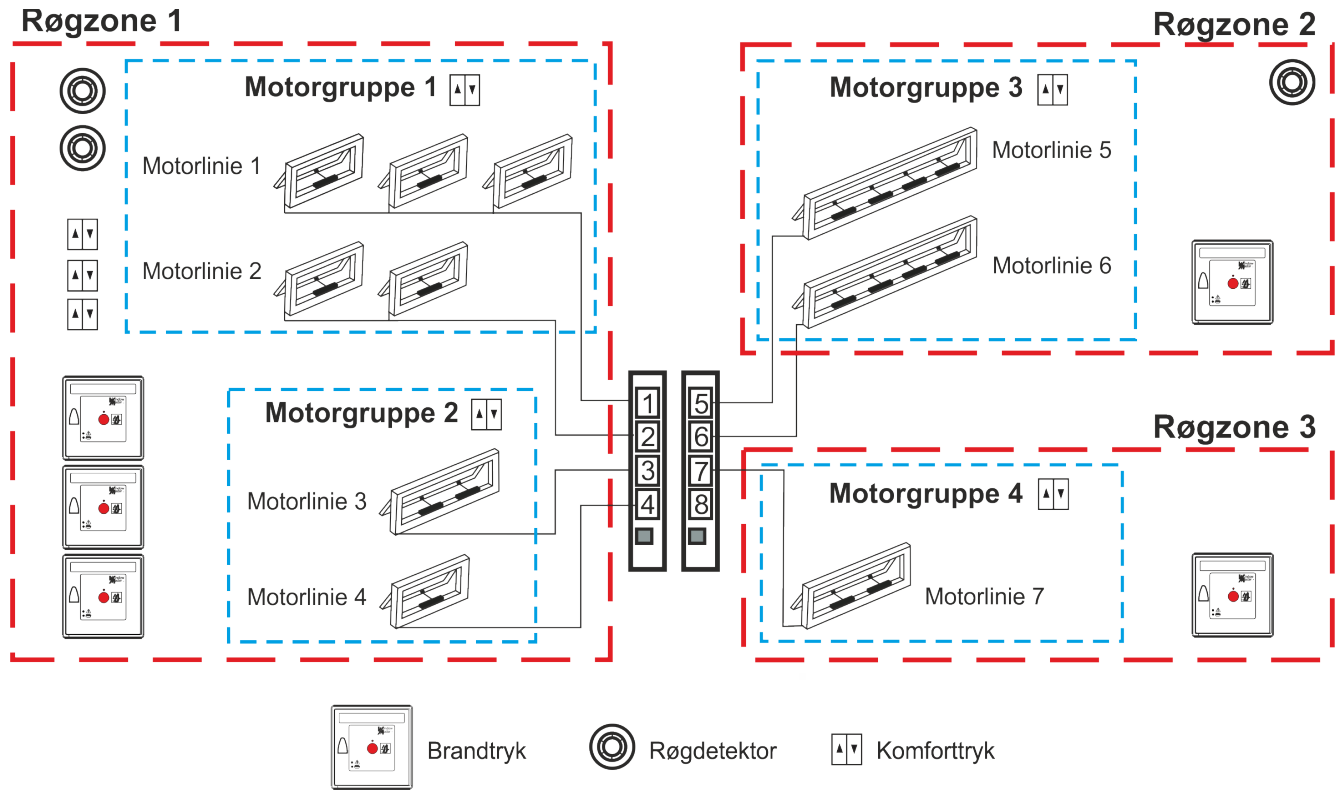 Røgzone 1
Motorgruppe 1
Motorlinie 1
Motorlinie 2
Motorgruppe 2
Motorlinie 3
Motorlinie 4
1
2
3
4
5
6
7
8
Røgzone 2
Motorgruppe 3
Motorlinie 5
Motorlinie 6
Røgzone 3
Motorgruppe 4
Motorlinie 7
Brandtryk
Røgdetektor
Komforttryk